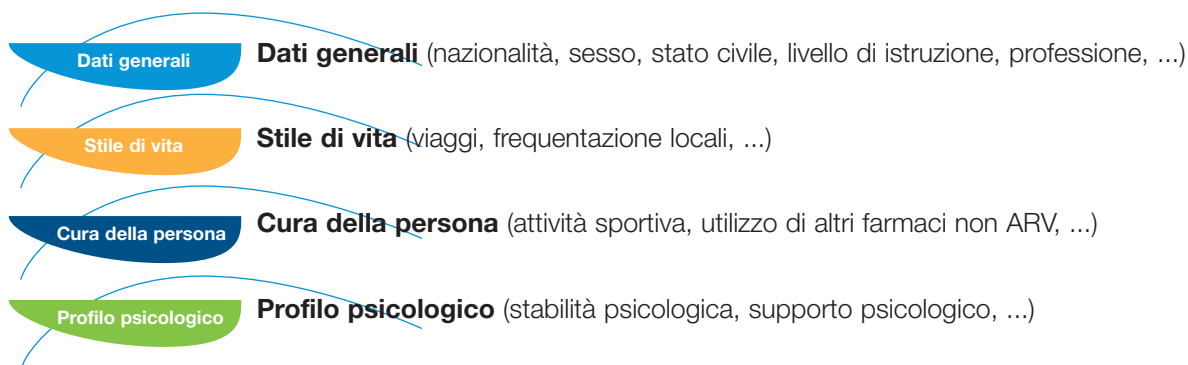 Dati generali Dati generali (nazionalità, sesso, stato civile, livello di istruzione, professione, ...)
Stile di vita Stile di vita (viaggi, frequentazione locali, ...)
Cura della persona Cura della persona (attività sportiva, utilizzo di altri farmaci non ARV, ...)
Profilo psicologico Profilo psicologico (stabilità psicologica, supporto psicologico, ...)